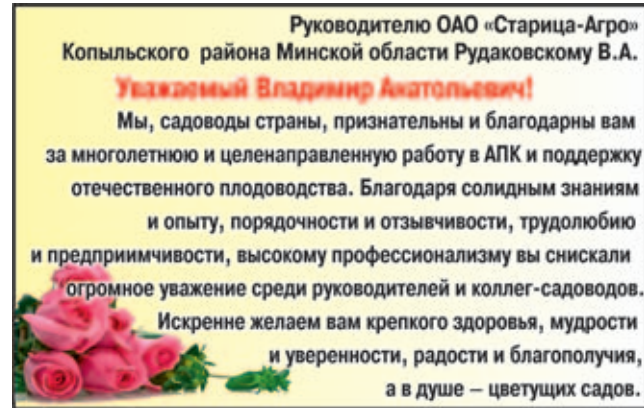 Руководителю ОАО «Старица-Агро»
Копыльского района Минской области Рудаковскому В.А.
Уважаемый Владимир Анатольевич!
Мы, садоводы страны, признательны и благодарны вам
за многолетнюю и целенаправленную работу в АПК и поддержку
отечественного плодоводства. Благодаря солидным знаниям
и опыту, порядочности и отзывчивости, трудолюбию
и предприимчивости, высокому профессионализму вы снискали
огромное уважение среди руководителей и коллег-садоводов.
Искренне желаем вам крепкого здоровья, мудрости
и уверенности, радости и благополучия,
а в душе – цветущих садов.